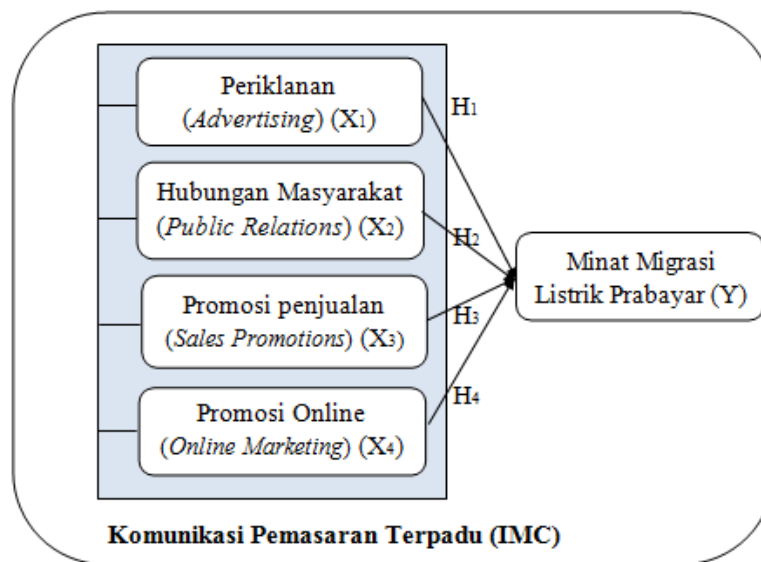 Periklanan
(Advertising) (X1)
H1
Hubungan Masyarakat
(Public Relations) (X2)
H2
Minat Migrasi
Listrik Prabayar (Y)
Promosi penjualan
(Sales Promotions) (X3)
H3
Promosi Online
(Online Marketing) (X4)
H4
Komunikasi Pemasaran Terpadu (IMC)